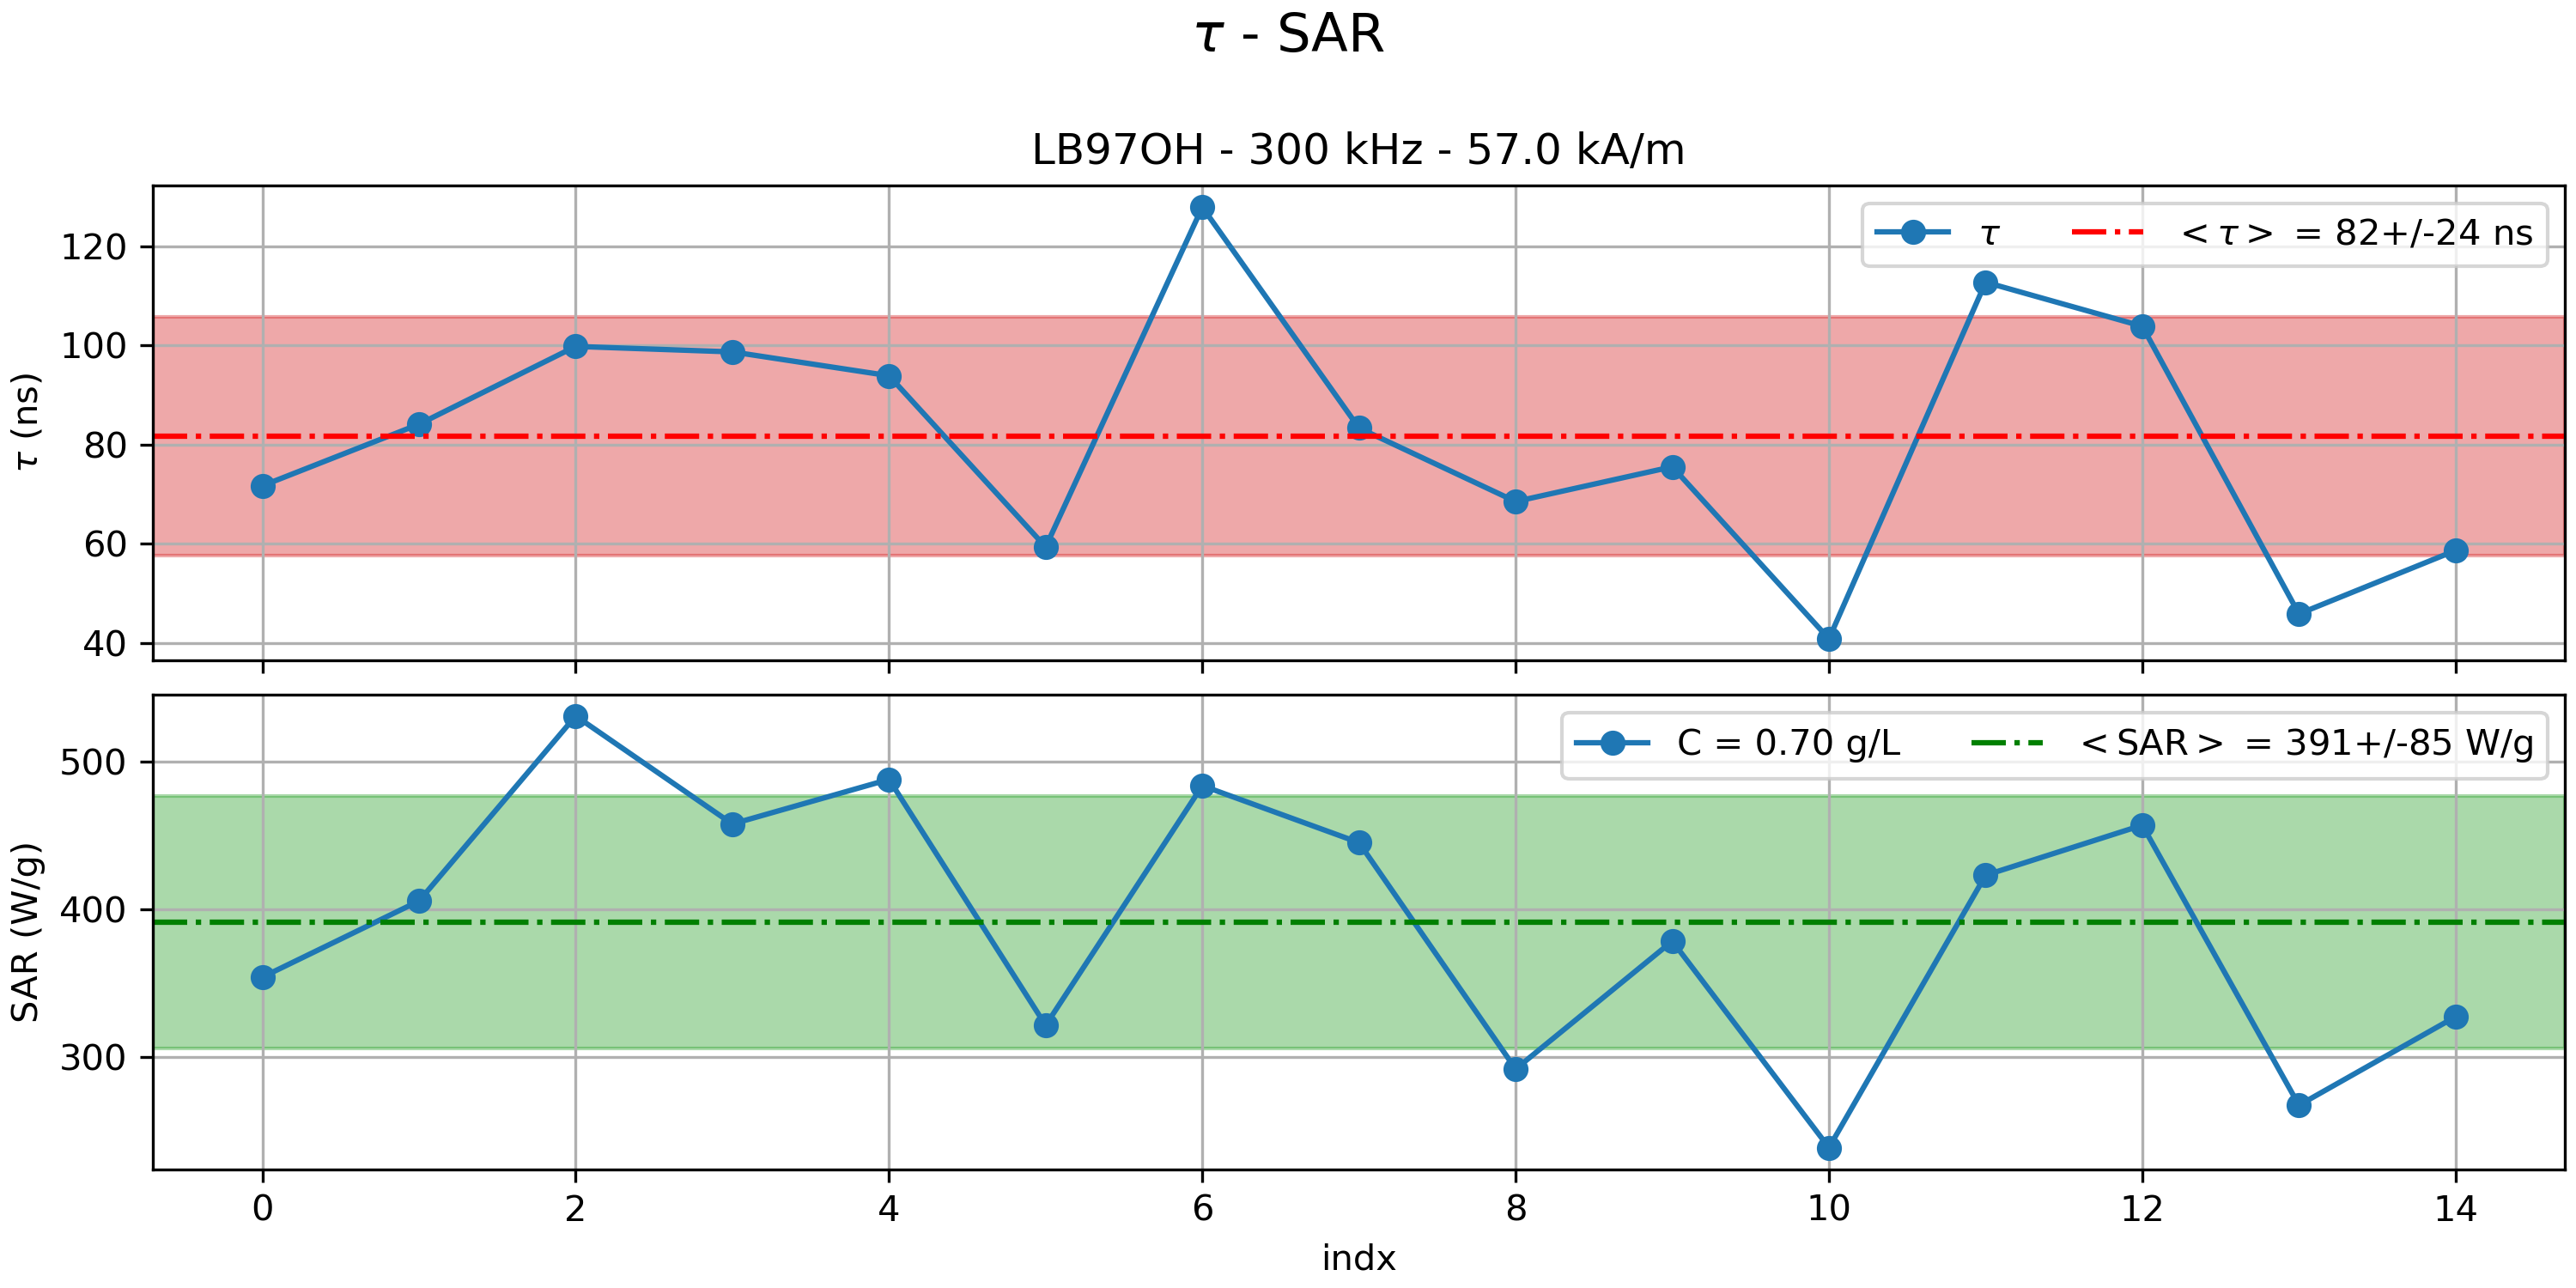 τ - SAR
LB97OH - 300 kHz - 57.0 kA/m
τ
<τ> = 82+/-24 ns
120
100
80
60
40
τ (ns)
C = 0.70 g/L
<SAR> = 391+/-85 W/g
500
400
300
SAR (W/g)
0 2 4 6 8 10 12 14
indx